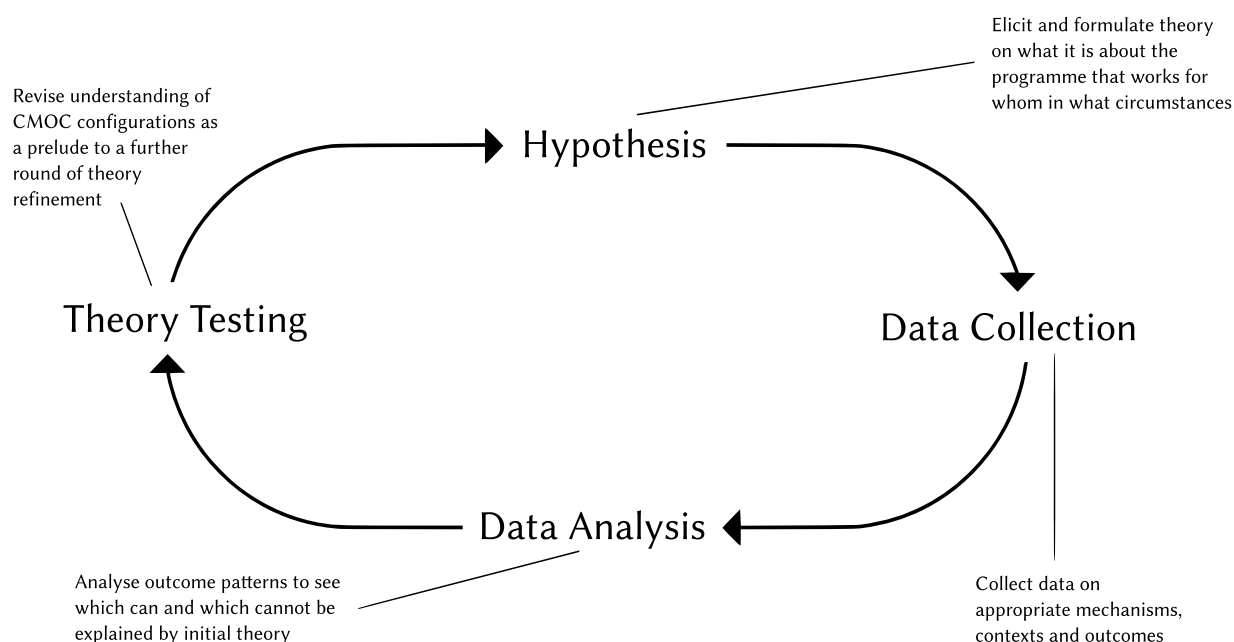 Elicit and formulate theory
on what it is about the
programme that works for
whom in what circumstances
Revise understanding of
CMOC configurations as
a prelude to a further
round of theory
refinement
Hypothesis
Theory Testing
Data Collection
Data Analysis
Analyse outcome patterns to see
which can and which cannot be
explained by initial theory
Collect data on
appropriate mechanisms,
contexts and outcomes